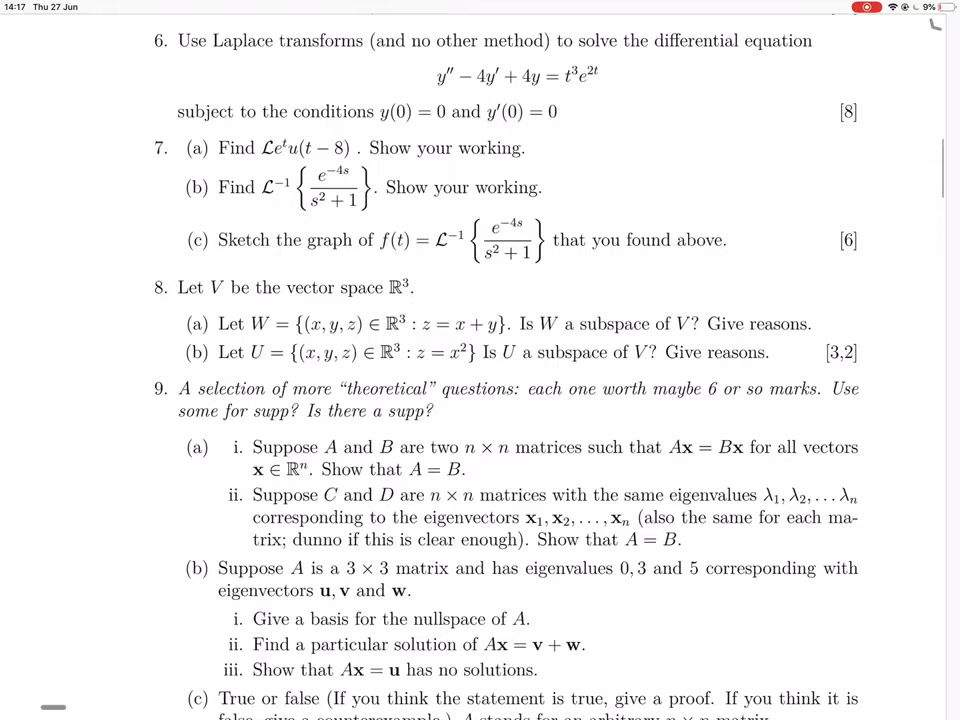 14:17 Thu 27 Jun
9%
6. Use Laplace transforms (and no other method) to solve the differential equation
y″ − 4y′ + 4y = t³e²ᵗ
subject to the conditions y(0) = 0 and y′(0) = 0 [8]
7. (a) Find ℒeᵗu(t − 8) . Show your working.
(b) Find ℒ⁻¹ { e⁻⁴ˢ / s² + 1 }. Show your working.
(c) Sketch the graph of f(t) = ℒ⁻¹ { e⁻⁴ˢ / s² + 1 } that you found above. [6]
8. Let V be the vector space ℝ³.
(a) Let W = {(x, y, z) ∈ ℝ³ : z = x + y}. Is W a subspace of V? Give reasons.
(b) Let U = {(x, y, z) ∈ ℝ³ : z = x²} Is U a subspace of V? Give reasons. [3,2]
9. A selection of more “theoretical” questions: each one worth maybe 6 or so marks. Use
some for supp? Is there a supp?
(a) i. Suppose A and B are two n × n matrices such that Ax = Bx for all vectors
x ∈ ℝⁿ. Show that A = B.
ii. Suppose C and D are n × n matrices with the same eigenvalues λ₁, λ₂, . . . λₙ
corresponding to the eigenvectors x₁, x₂, . . . , xₙ (also the same for each ma-
trix; dunno if this is clear enough). Show that A = B.
(b) Suppose A is a 3 × 3 matrix and has eigenvalues 0, 3 and 5 corresponding with
eigenvectors u, v and w.
i. Give a basis for the nullspace of A.
ii. Find a particular solution of Ax = v + w.
iii. Show that Ax = u has no solutions.
(c) True or false (If you think the statement is true, give a proof. If you think it is
false, give a counterexample.) A stands for an arbitrary n × n matrix